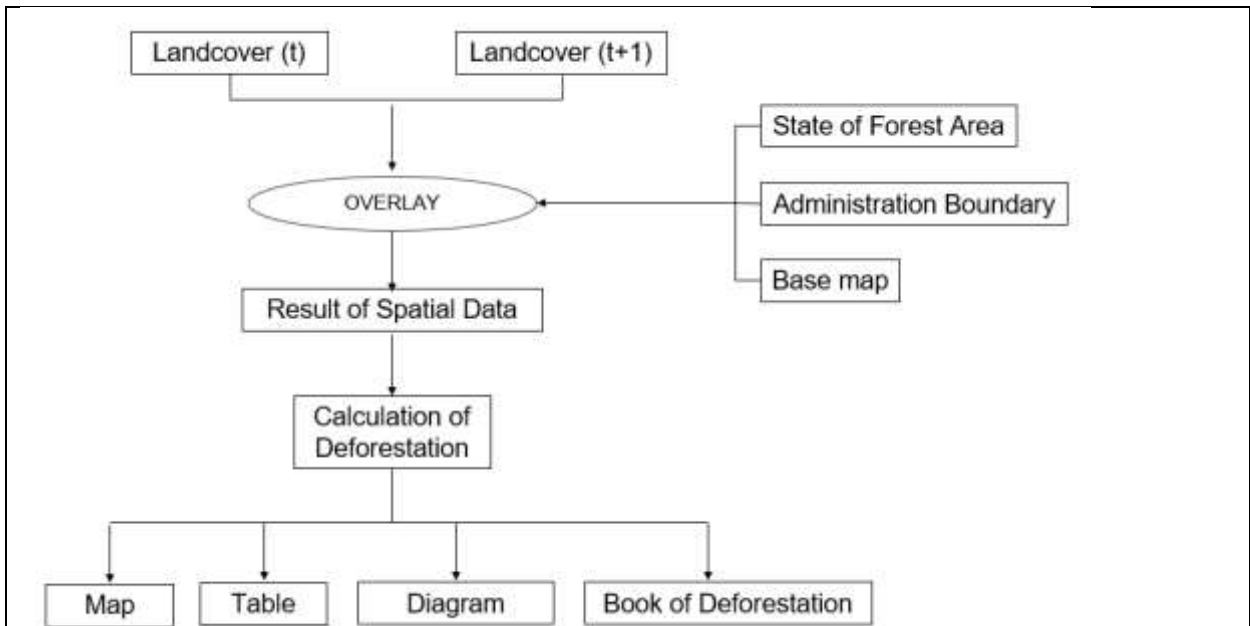 Landcover (t)
Landcover (t+1)
State of Forest Area
OVERLAY
Administration Boundary
Base map
Result of Spatial Data
Calculation of
Deforestation
Map
Table
Diagram
Book of Deforestation